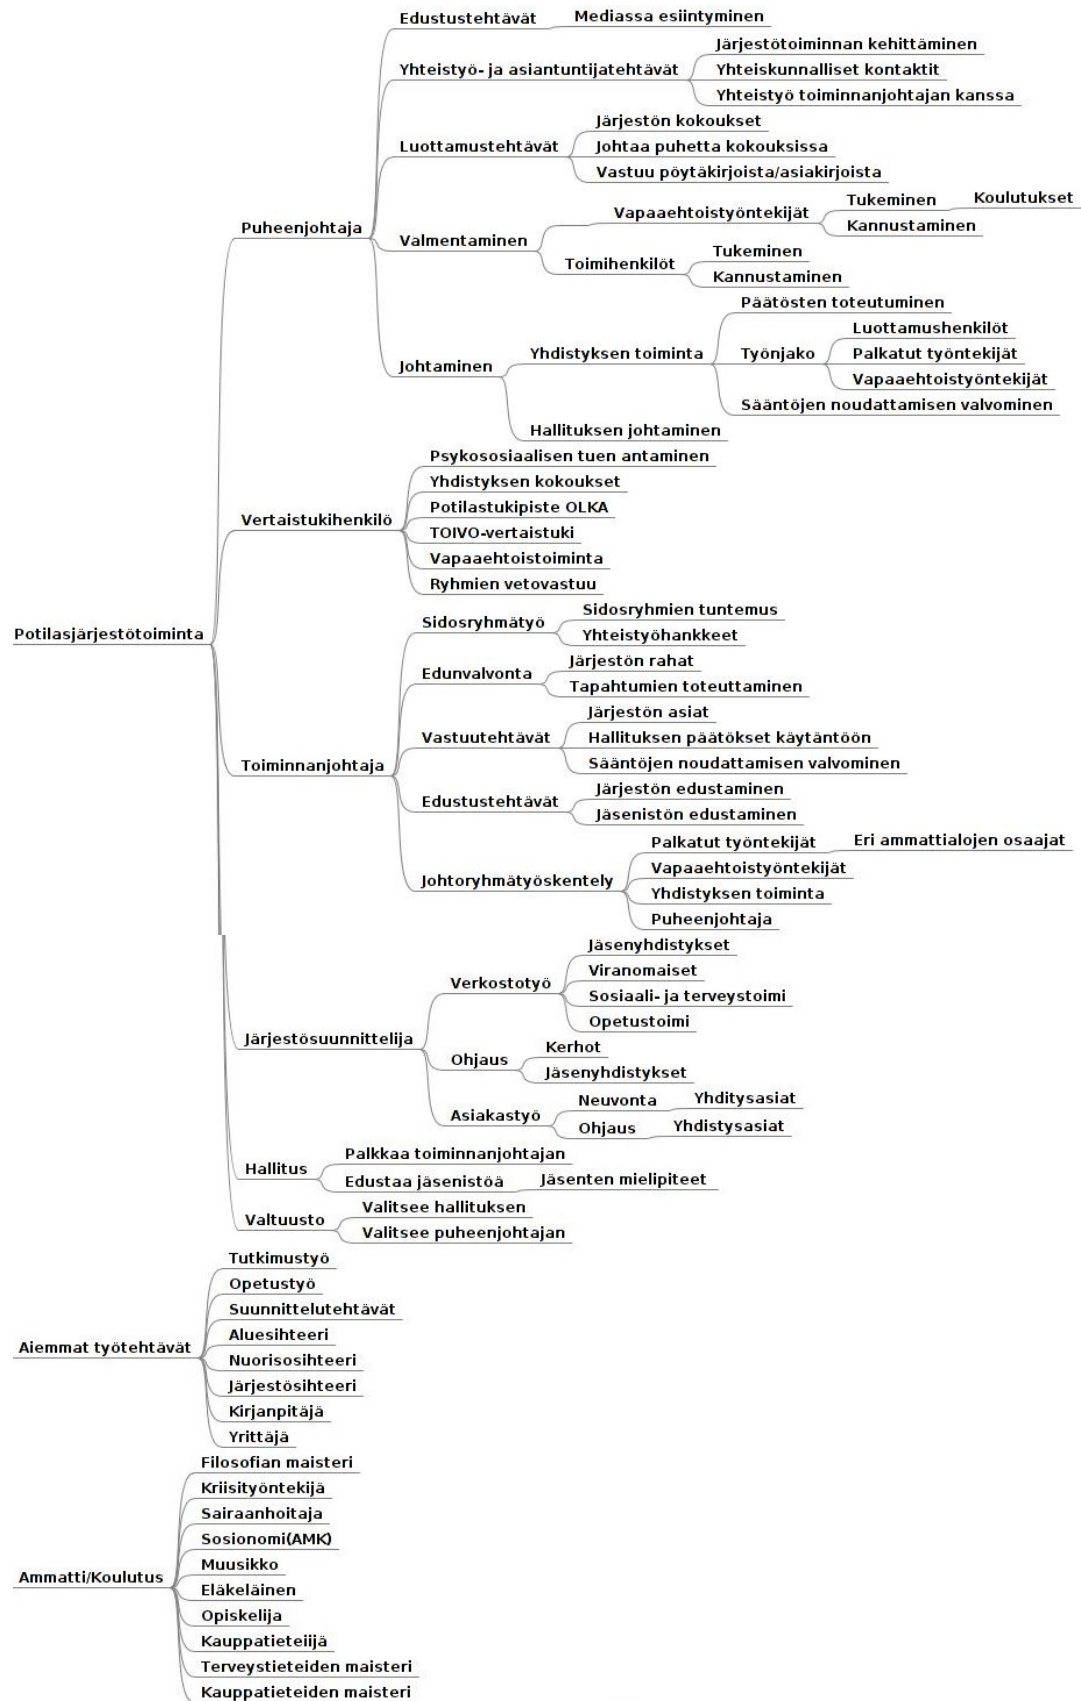 Edustustehtävät
Mediassa esiintyminen
Yhteistyö- ja asiantuntijatehtävät
Järjestötoiminnan kehittäminen
Yhteiskunnalliset kontaktit
Yhteistyö toiminnanjohtajan kanssa
Luottamustehtävät
Järjestön kokoukset
Johtaa puhetta kokouksissa
Vastuu pöytäkirjoista/asiakirjoista
Puheenjohtaja
Valmentaminen
Vapaaehtoistyöntekijät
Tukeminen
Koulutukset
Kannustaminen
Toimihenkilöt
Tukeminen
Kannustaminen
Johtaminen
Yhdistyksen toiminta
Päätösten toteutuminen
Työnjako
Luottamushenkilöt
Palkatut työntekijät
Vapaaehtoistyöntekijät
Sääntöjen noudattamisen valvominen
Hallituksen johtaminen
Vertaistukihenkilö
Psykososiaalisen tuen antaminen
Yhdistyksen kokoukset
Potilastukipiste OLKA
TOIVO-vertaistuki
Vapaaehtoistoiminta
Ryhmien vetovastuu
Potilasjärjestötoiminta
Toiminnanjohtaja
Sidosryhmätyö
Sidosryhmien tuntemus
Yhteistyöhankkeet
Edunvalvonta
Järjestön rahat
Tapahtumien toteuttaminen
Vastuutehtävät
Järjestön asiat
Hallituksen päätökset käytäntöön
Sääntöjen noudattamisen valvominen
Edustustehtävät
Järjestön edustaminen
Jäsenistön edustaminen
Johtoryhmätyöskentely
Palkatut työntekijät
Eri ammattialojen osaajat
Vapaaehtoistyöntekijät
Yhdistyksen toiminta
Puheenjohtaja
Järjestösuunnittelija
Verkostotyö
Jäsenyhdistykset
Viranomaiset
Sosiaali- ja terveystoimi
Opetustoimi
Ohjaus
Kerhot
Jäsenyhdistykset
Asiakastyö
Neuvonta
Yhditysasiat
Ohjaus
Yhdistysasiat
Hallitus
Palkkaa toiminnanjohtajan
Edustaa jäsenistöä
Jäsenten mielipiteet
Valtuusto
Valitsee hallituksen
Valitsee puheenjohtajan
Aiemmat työtehtävät
Tutkimustyö
Opetustyö
Suunnittelutehtävät
Aluesihteeri
Nuorisosihteeri
Järjestösihteeri
Kirjanpitäjä
Yrittäjä
Ammatti/Koulutus
Filosofian maisteri
Kriisityöntekijä
Sairaanhoitaja
Sosionomi(AMK)
Muusikko
Eläkeläinen
Opiskelija
Kauppatieteiijä
Terveystieteiden maisteri
Kauppatieteiden maisteri